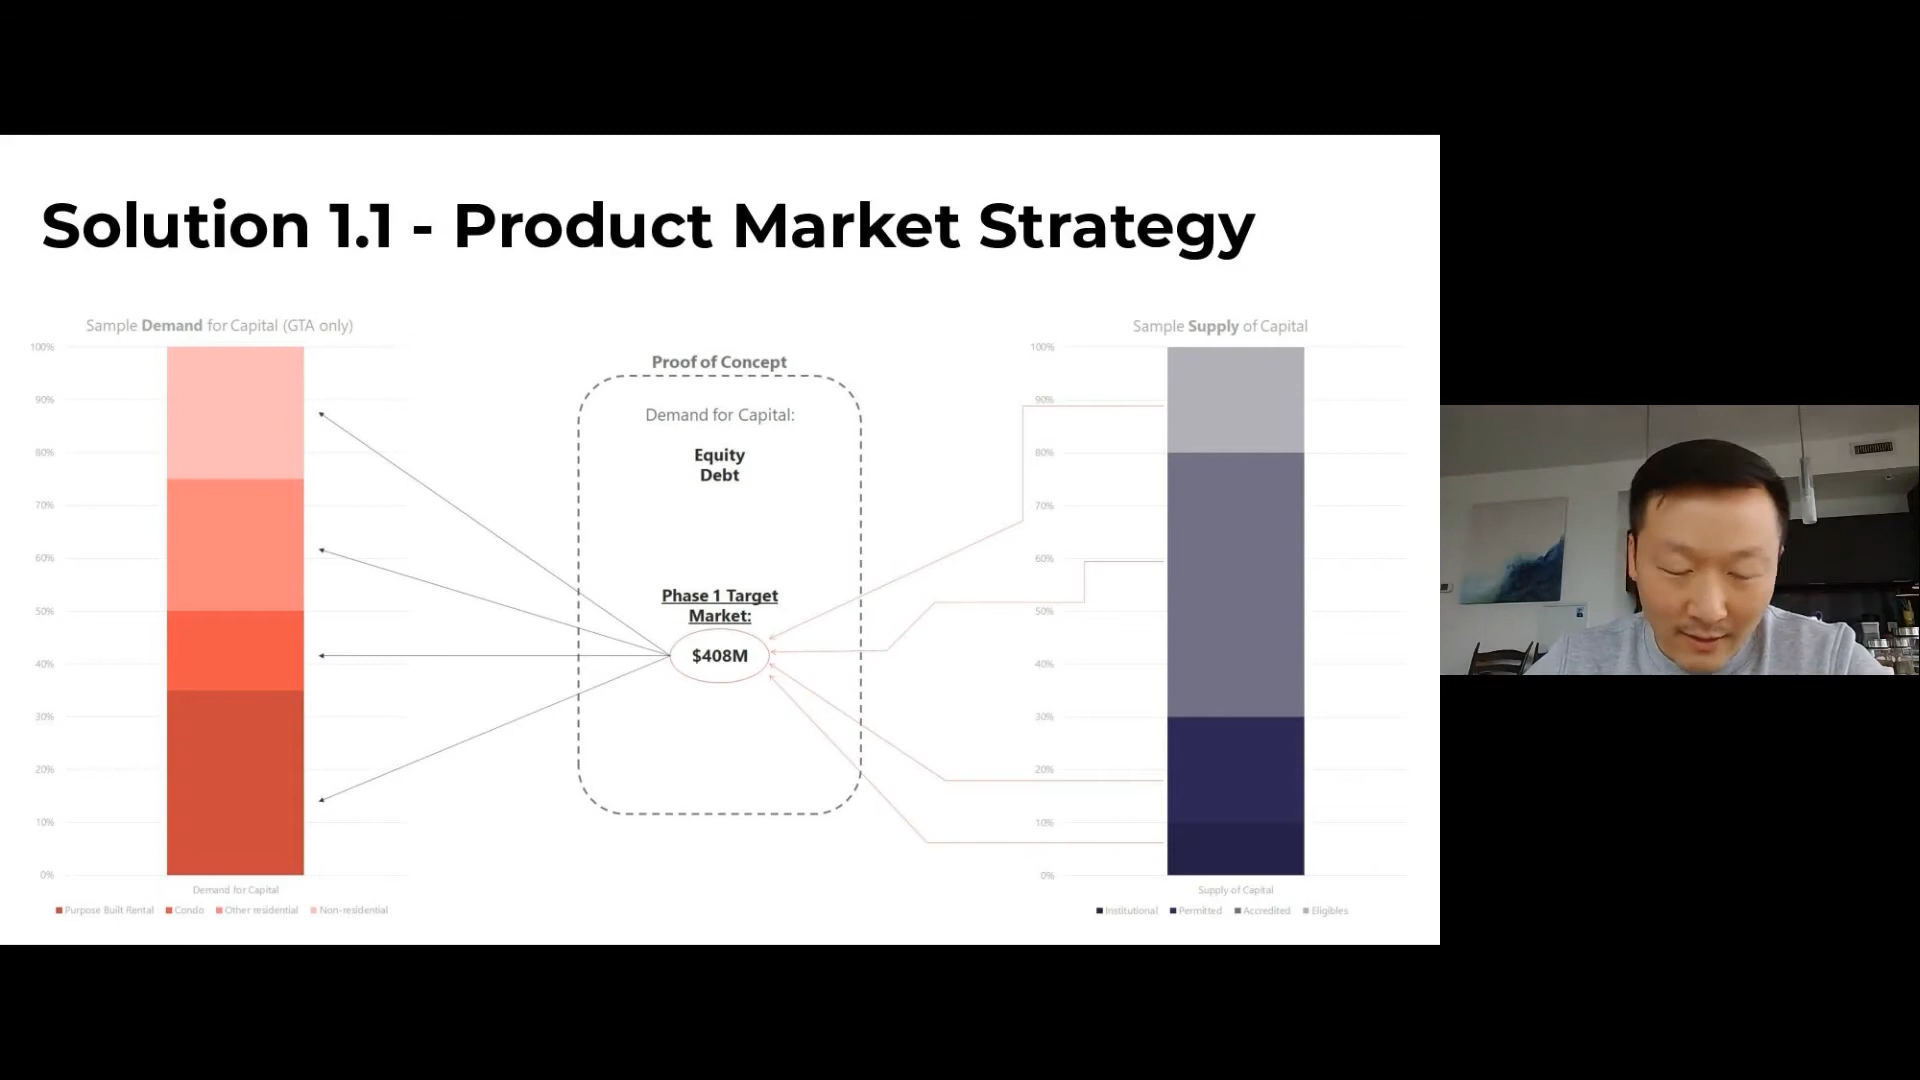 Solution 1.1 - Product Market Strategy
Sample Demand for Capital (GTA only)
100%
90%
80%
70%
60%
50%
40%
30%
20%
10%
0%
Demand for Capital
Purpose Built Rental Condo Other residential Non-residential
Proof of Concept
Demand for Capital:
Equity
Debt
Phase 1 Target
Market:
$408M
Sample Supply of Capital
100%
90%
80%
70%
60%
50%
40%
30%
20%
10%
0%
Supply of Capital
Institutional Permitted Accredited Eligibles